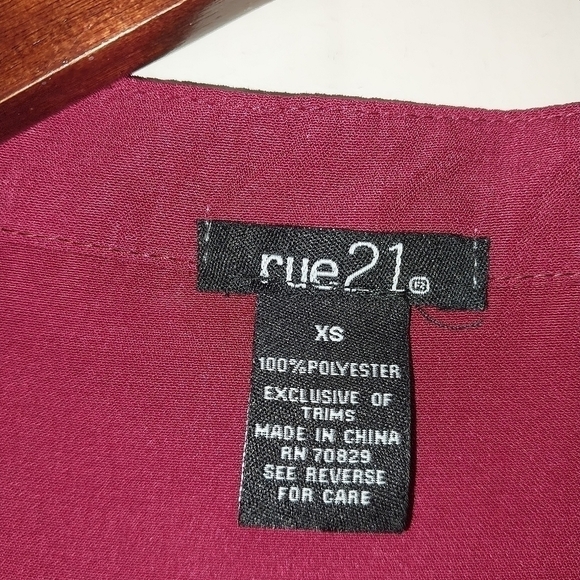 rue21®
XS
100%POLYESTER
EXCLUSIVE OF
TRIMS
MADE IN CHINA
RN 70829
SEE REVERSE
FOR CARE